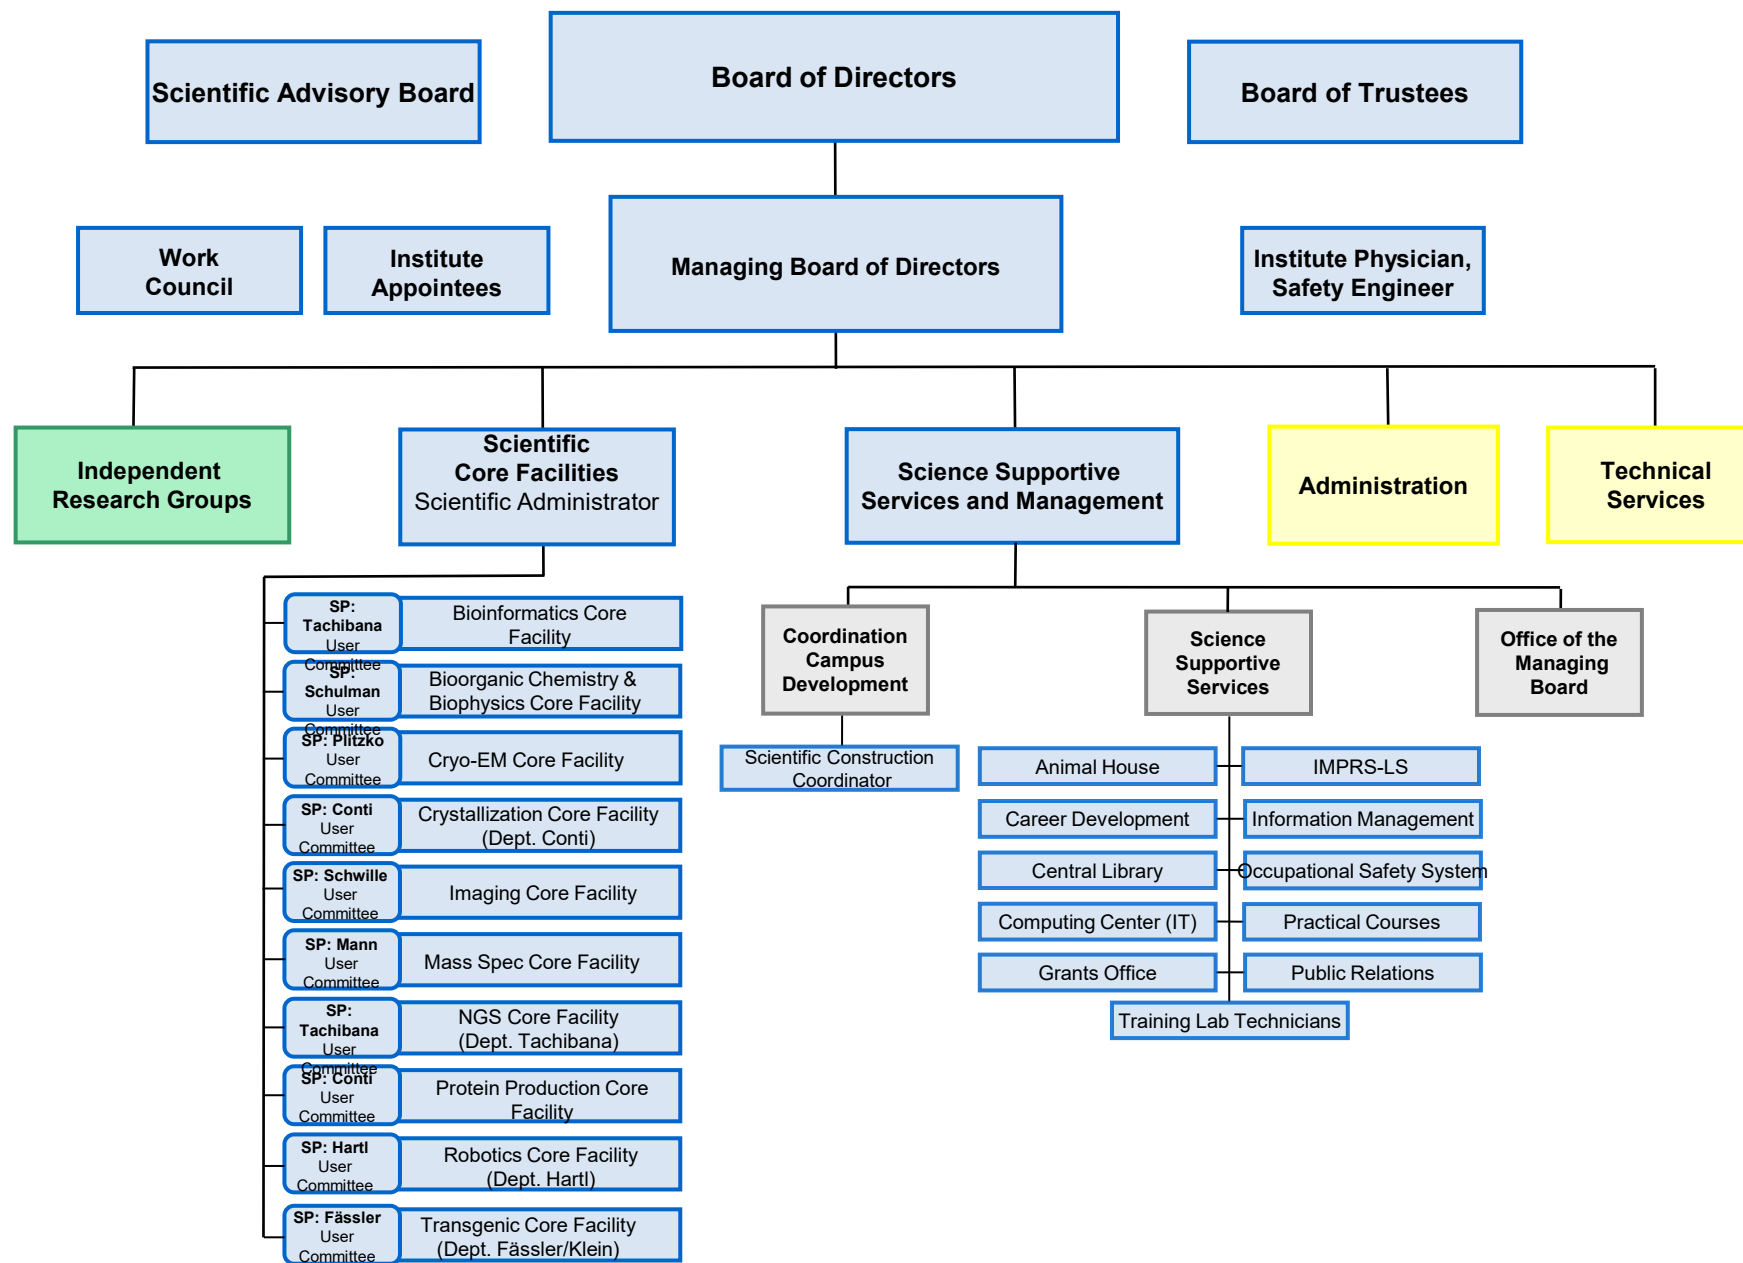 Board of Directors
Scientific Advisory Board
Board of Trustees
Work
Council
Institute
Appointees
Managing Board of Directors
Institute Physician,
Safety Engineer
Independent
Research Groups
Scientific
Core Facilities
Scientific Administrator
Science Supportive
Services and Management
Administration
Technical
Services
SP:
Tachibana
User
Committee
Bioinformatics Core
Facility
SP:
Schulman
User
Committee
Bioorganic Chemistry &
Biophysics Core Facility
SP: Plitzko
User
Committee
Cryo-EM Core Facility
SP: Conti
User
Committee
Crystallization Core Facility
(Dept. Conti)
SP: Schwille
User
Committee
Imaging Core Facility
SP: Mann
User
Committee
Mass Spec Core Facility
SP:
Tachibana
User
Committee
NGS Core Facility
(Dept. Tachibana)
SP: Conti
User
Committee
Protein Production Core
Facility
SP: Hartl
User
Committee
Robotics Core Facility
(Dept. Hartl)
SP: Fässler
User
Committee
Transgenic Core Facility
(Dept. Fässler/Klein)
Coordination
Campus
Development
Scientific Construction
Coordinator
Science
Supportive
Services
Animal House
IMPRS-LS
Career Development
Information Management
Central Library
Occupational Safety System
Computing Center (IT)
Practical Courses
Grants Office
Public Relations
Training Lab Technicians
Office of the
Managing
Board